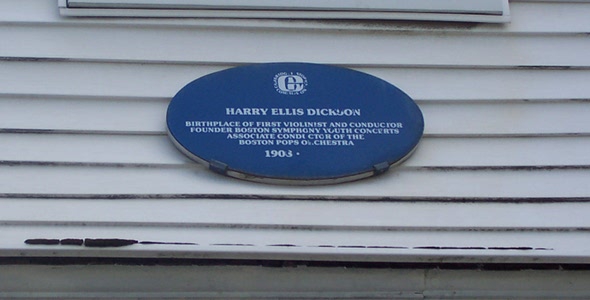 HARRY ELLIS DICKSON
BIRTHPLACE OF FIRST VIOLINIST AND CONDUCTOR
FOUNDER BOSTON SYMPHONY YOUTH CONCERTS
ASSOCIATE CONDUCTOR OF THE
BOSTON POPS ORCHESTRA
1908 •